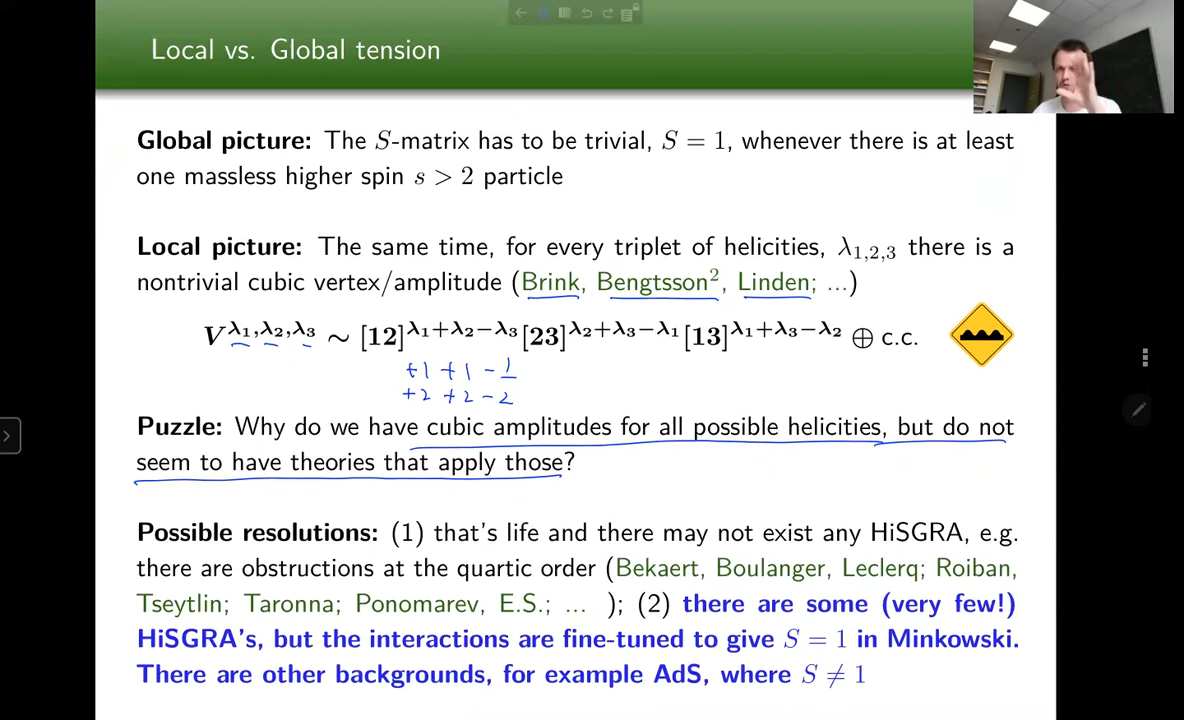 Local vs. Global tension
Global picture: The S-matrix has to be trivial, S = 1, whenever there is at least
one massless higher spin s > 2 particle
Local picture: The same time, for every triplet of helicities, λ₁,₂,₃ there is a
nontrivial cubic vertex/amplitude (Brink, Bengtsson², Linden; ...)
V^{λ₁,λ₂,λ₃} ∼ [12]^{λ₁+λ₂−λ₃}[23]^{λ₂+λ₃−λ₁}[13]^{λ₁+λ₃−λ₂} ⊕ c.c.
+1 + 1 − 1
+2 + 2 − 2
Puzzle: Why do we have cubic amplitudes for all possible helicities, but do not
seem to have theories that apply those?
Possible resolutions: (1) that's life and there may not exist any HiSGRA, e.g.
there are obstructions at the quartic order (Bekaert, Boulanger, Leclerq; Roiban,
Tseytlin; Taronna; Ponomarev, E.S.; ... ); (2) there are some (very few!)
HiSGRA's, but the interactions are fine-tuned to give S = 1 in Minkowski.
There are other backgrounds, for example AdS, where S ≠ 1